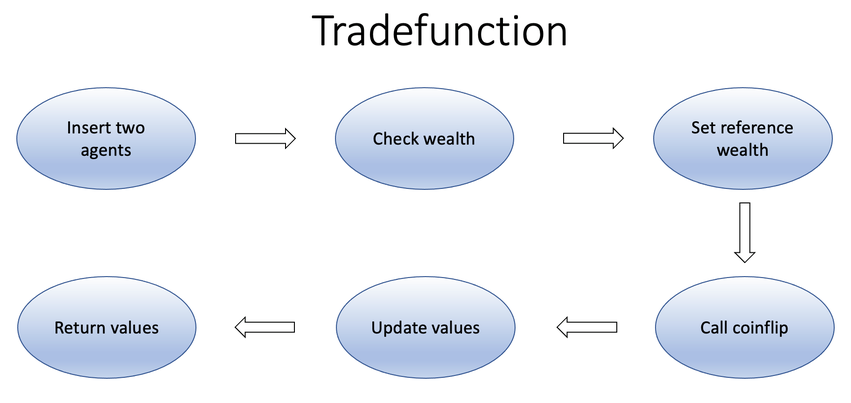 Tradefunction
Insert two
agents
Check wealth
Set reference
wealth
Call coinflip
Update values
Return values